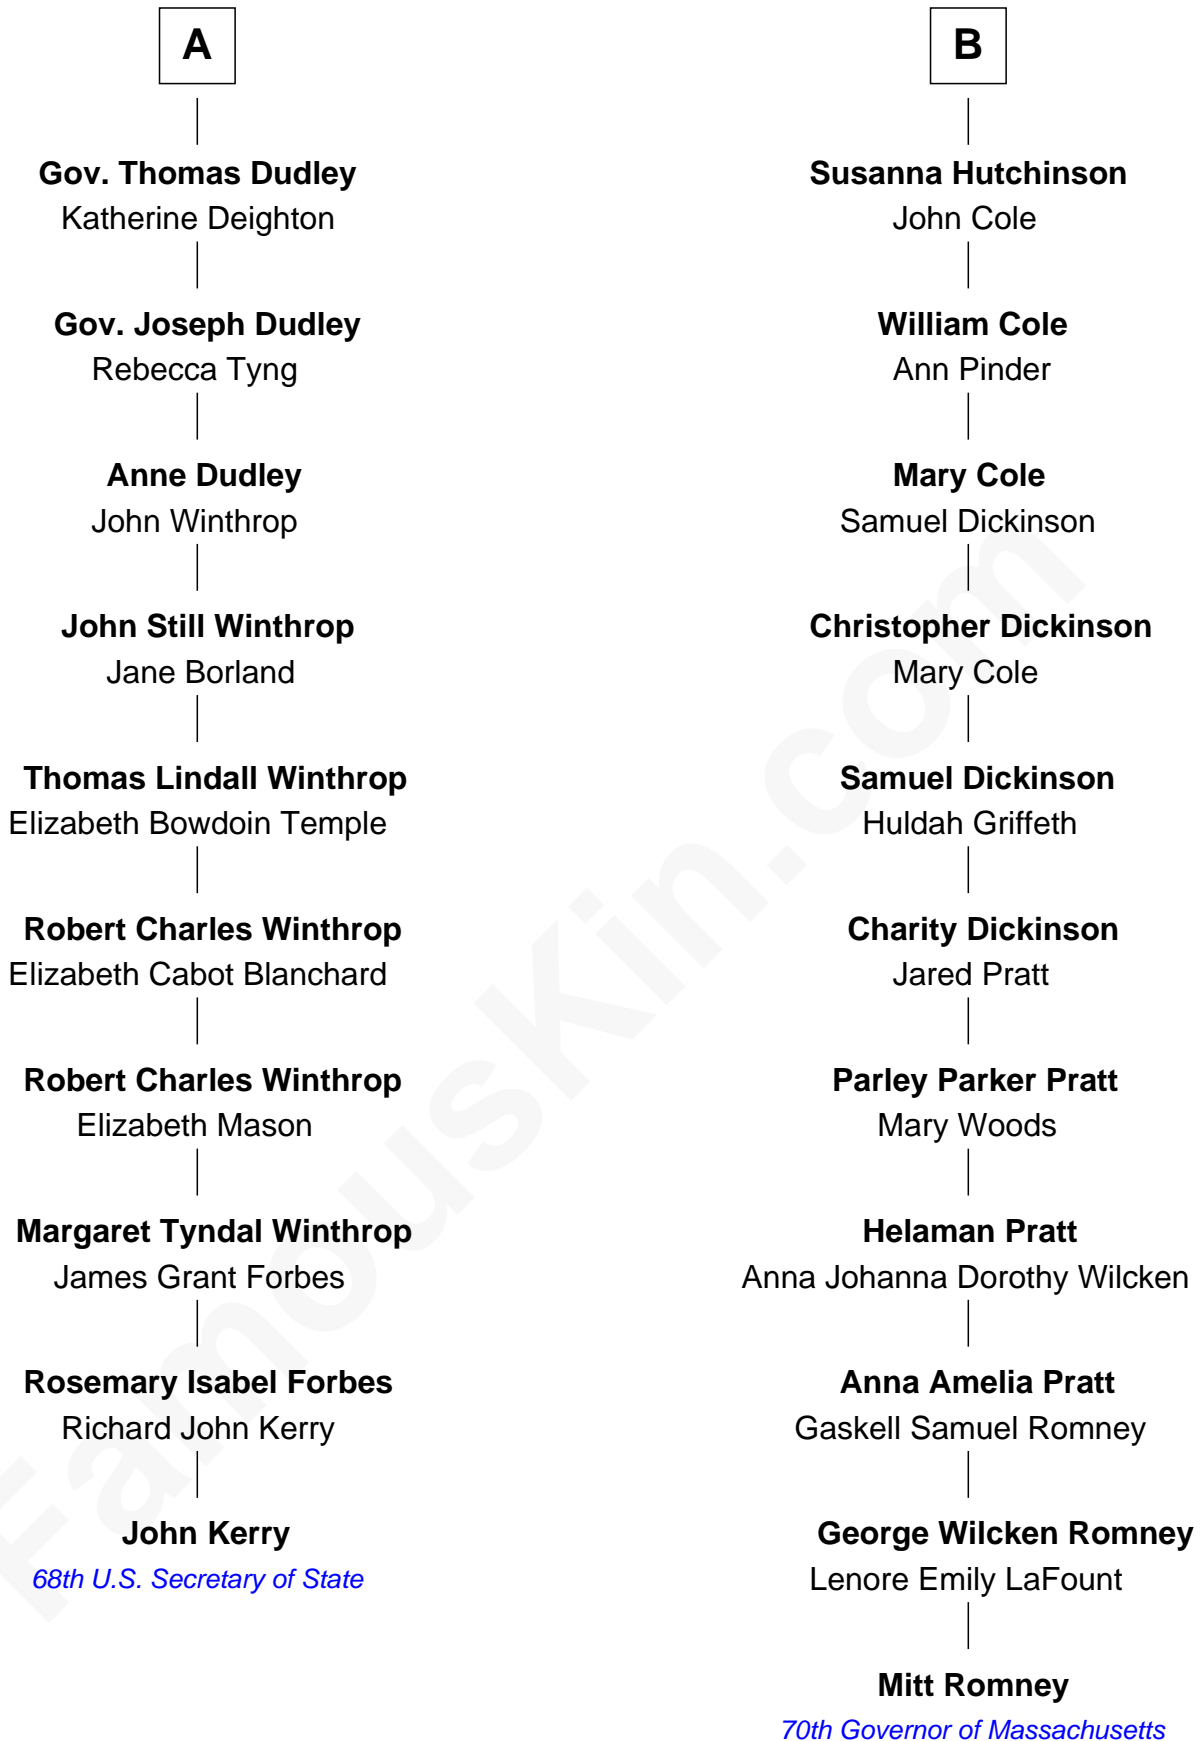 A
Gov. Thomas Dudley
Katherine Deighton
Gov. Joseph Dudley
Rebecca Tyng
Anne Dudley
John Winthrop
John Still Winthrop
Jane Borland
Thomas Lindall Winthrop
Elizabeth Bowdoin Temple
Robert Charles Winthrop
Elizabeth Cabot Blanchard
Robert Charles Winthrop
Elizabeth Mason
Margaret Tyndal Winthrop
James Grant Forbes
Rosemary Isabel Forbes
Richard John Kerry
John Kerry
68th U.S. Secretary of State
B
Susanna Hutchinson
John Cole
William Cole
Ann Pinder
Mary Cole
Samuel Dickinson
Christopher Dickinson
Mary Cole
Samuel Dickinson
Huldah Griffeth
Charity Dickinson
Jared Pratt
Parley Parker Pratt
Mary Woods
Helaman Pratt
Anna Johanna Dorothy Wilcken
Anna Amelia Pratt
Gaskell Samuel Romney
George Wilcken Romney
Lenore Emily LaFount
Mitt Romney
70th Governor of Massachusetts
FamousKin.com